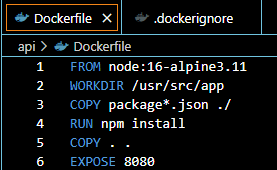 Dockerfile .dockerignore
api > Dockerfile
1 FROM node:16-alpine3.11
2 WORKDIR /usr/src/app
3 COPY package*.json ./
4 RUN npm install
5 COPY . .
6 EXPOSE 8080